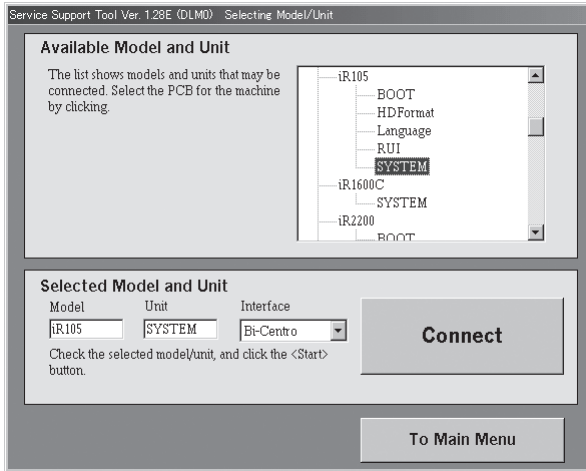 Service Support Tool Ver. 1.28E (DLM0) Selecting Model/Unit
Available Model and Unit
The list shows models and units that may be
connected. Select the PCB for the machine
by clicking.
iR105
BOOT
HDFormat
Language
RUI
SYSTEM
iR1600C
SYSTEM
iR2200
BOOT
Selected Model and Unit
Model Unit Interface
iR105 SYSTEM Bi-Centro
Check the selected model/unit, and click the <Start>
button.
Connect
To Main Menu